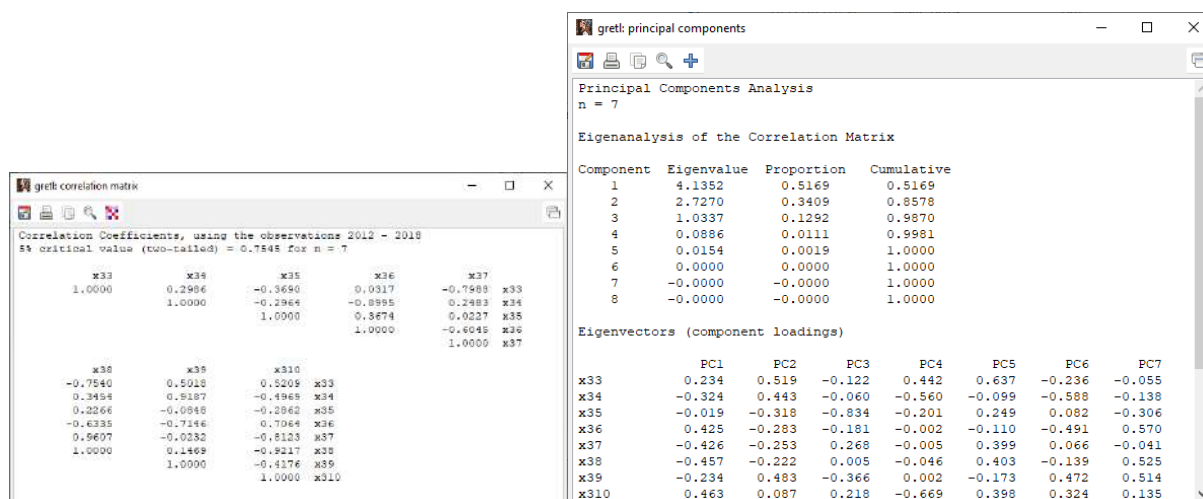 gretl: correlation matrix
Correlation Coefficients, using the observations 2012 - 2018
5% critical value (two-tailed) = 0.7545 for n = 7
x33 x34 x35 x36 x37
1.0000 0.2986 -0.3690 0.0317 -0.7988 x33
1.0000 -0.2964 -0.8995 0.2483 x34
1.0000 0.3674 0.0227 x35
1.0000 -0.6045 x36
1.0000 x37
x38 x39 x310
-0.7540 0.5018 0.5209 x33
0.3454 0.9187 -0.4969 x34
0.2266 -0.0848 -0.2862 x35
-0.6335 -0.7146 0.7064 x36
0.9607 -0.0232 -0.8123 x37
1.0000 0.1469 -0.9217 x38
1.0000 -0.4176 x39
1.0000 x310
gretl: principal components
Principal Components Analysis
n = 7
Eigenanalysis of the Correlation Matrix
Component Eigenvalue Proportion Cumulative
1 4.1352 0.5169 0.5169
2 2.7270 0.3409 0.8578
3 1.0337 0.1292 0.9870
4 0.0886 0.0111 0.9981
5 0.0154 0.0019 1.0000
6 0.0000 0.0000 1.0000
7 -0.0000 -0.0000 1.0000
8 -0.0000 -0.0000 1.0000
Eigenvectors (component loadings)
PC1 PC2 PC3 PC4 PC5 PC6 PC7
x33 0.234 0.519 -0.122 0.442 0.637 -0.236 -0.055
x34 -0.324 0.443 -0.060 -0.560 -0.099 -0.588 -0.138
x35 -0.019 -0.318 -0.834 -0.201 0.249 0.082 -0.306
x36 0.425 -0.283 -0.181 -0.002 -0.110 -0.491 0.570
x37 -0.426 -0.253 0.268 -0.005 0.399 0.066 -0.041
x38 -0.457 -0.222 0.005 -0.046 0.403 -0.139 0.525
x39 -0.234 0.483 -0.366 0.002 -0.173 0.472 0.514
x310 0.463 0.087 0.218 -0.669 0.398 0.324 0.135